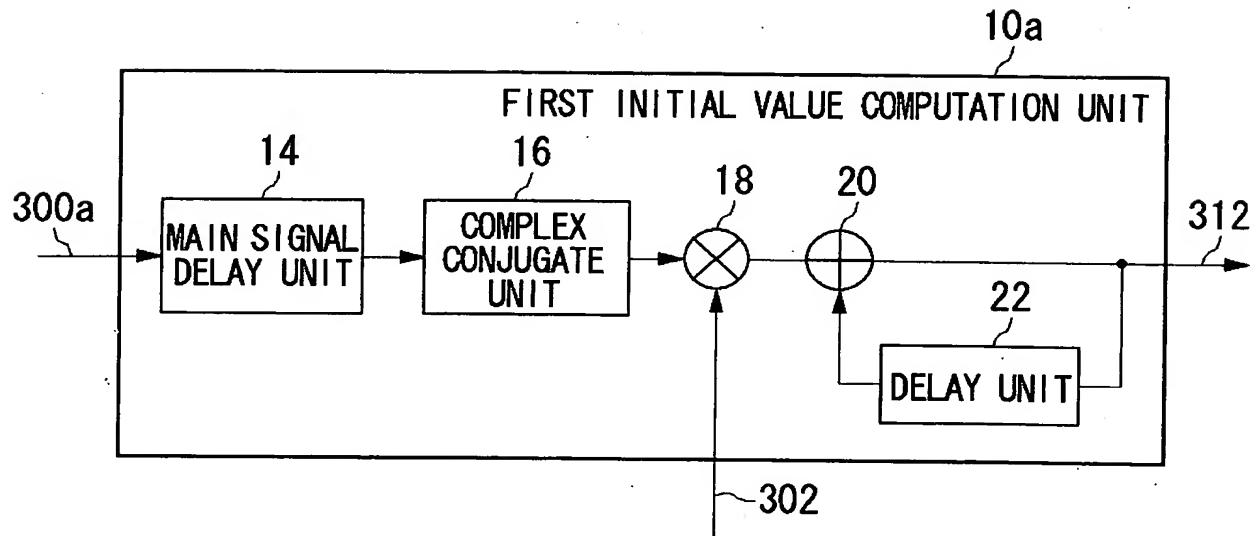 10a
FIRST INITIAL VALUE COMPUTATION UNIT
14
16
18
20
300a
MAIN SIGNAL
DELAY UNIT
COMPLEX
CONJUGATE
UNIT
312
22
DELAY UNIT
302